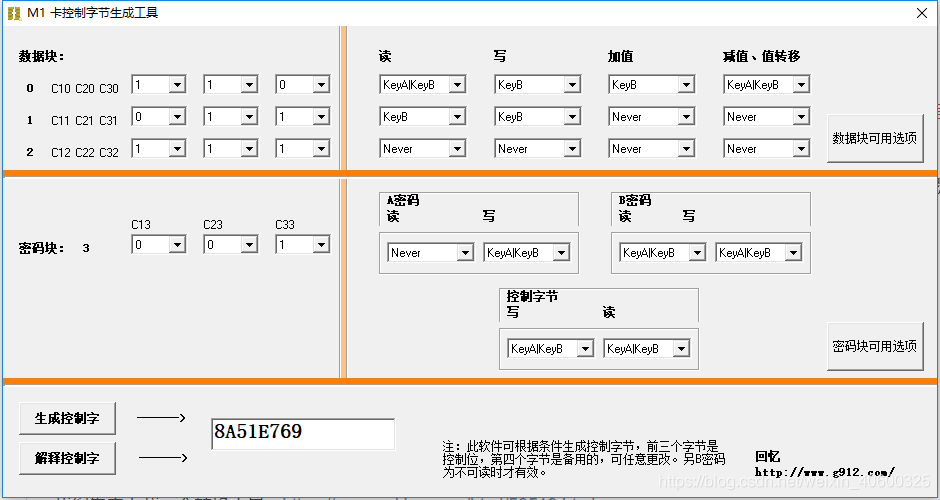 M1 卡控制字节生成工具
数据块：
读 写 加值 减值、值转移
0 C10 C20 C30 1 1 0 KeyA|KeyB KeyB KeyB KeyA|KeyB
1 C11 C21 C31 0 1 1 KeyB KeyB Never Never
2 C12 C22 C32 1 1 1 Never Never Never Never
数据块可用选项
A密码 B密码
读 写 读 写
C13 C23 C33
密码块： 3 0 0 1 Never KeyA|KeyB KeyA|KeyB KeyA|KeyB
控制字节
写 读
KeyA|KeyB KeyA|KeyB
密码块可用选项
生成控制字
解释控制字
8A51E769
注：此软件可根据条件生成控制字节，前三个字节是
控制位，第四个字节是备用的，可任意更改。另B密码
为不可读时才有效。
回忆
http://www.g912.com/
https://blog.csdn.net/weixin_40600325